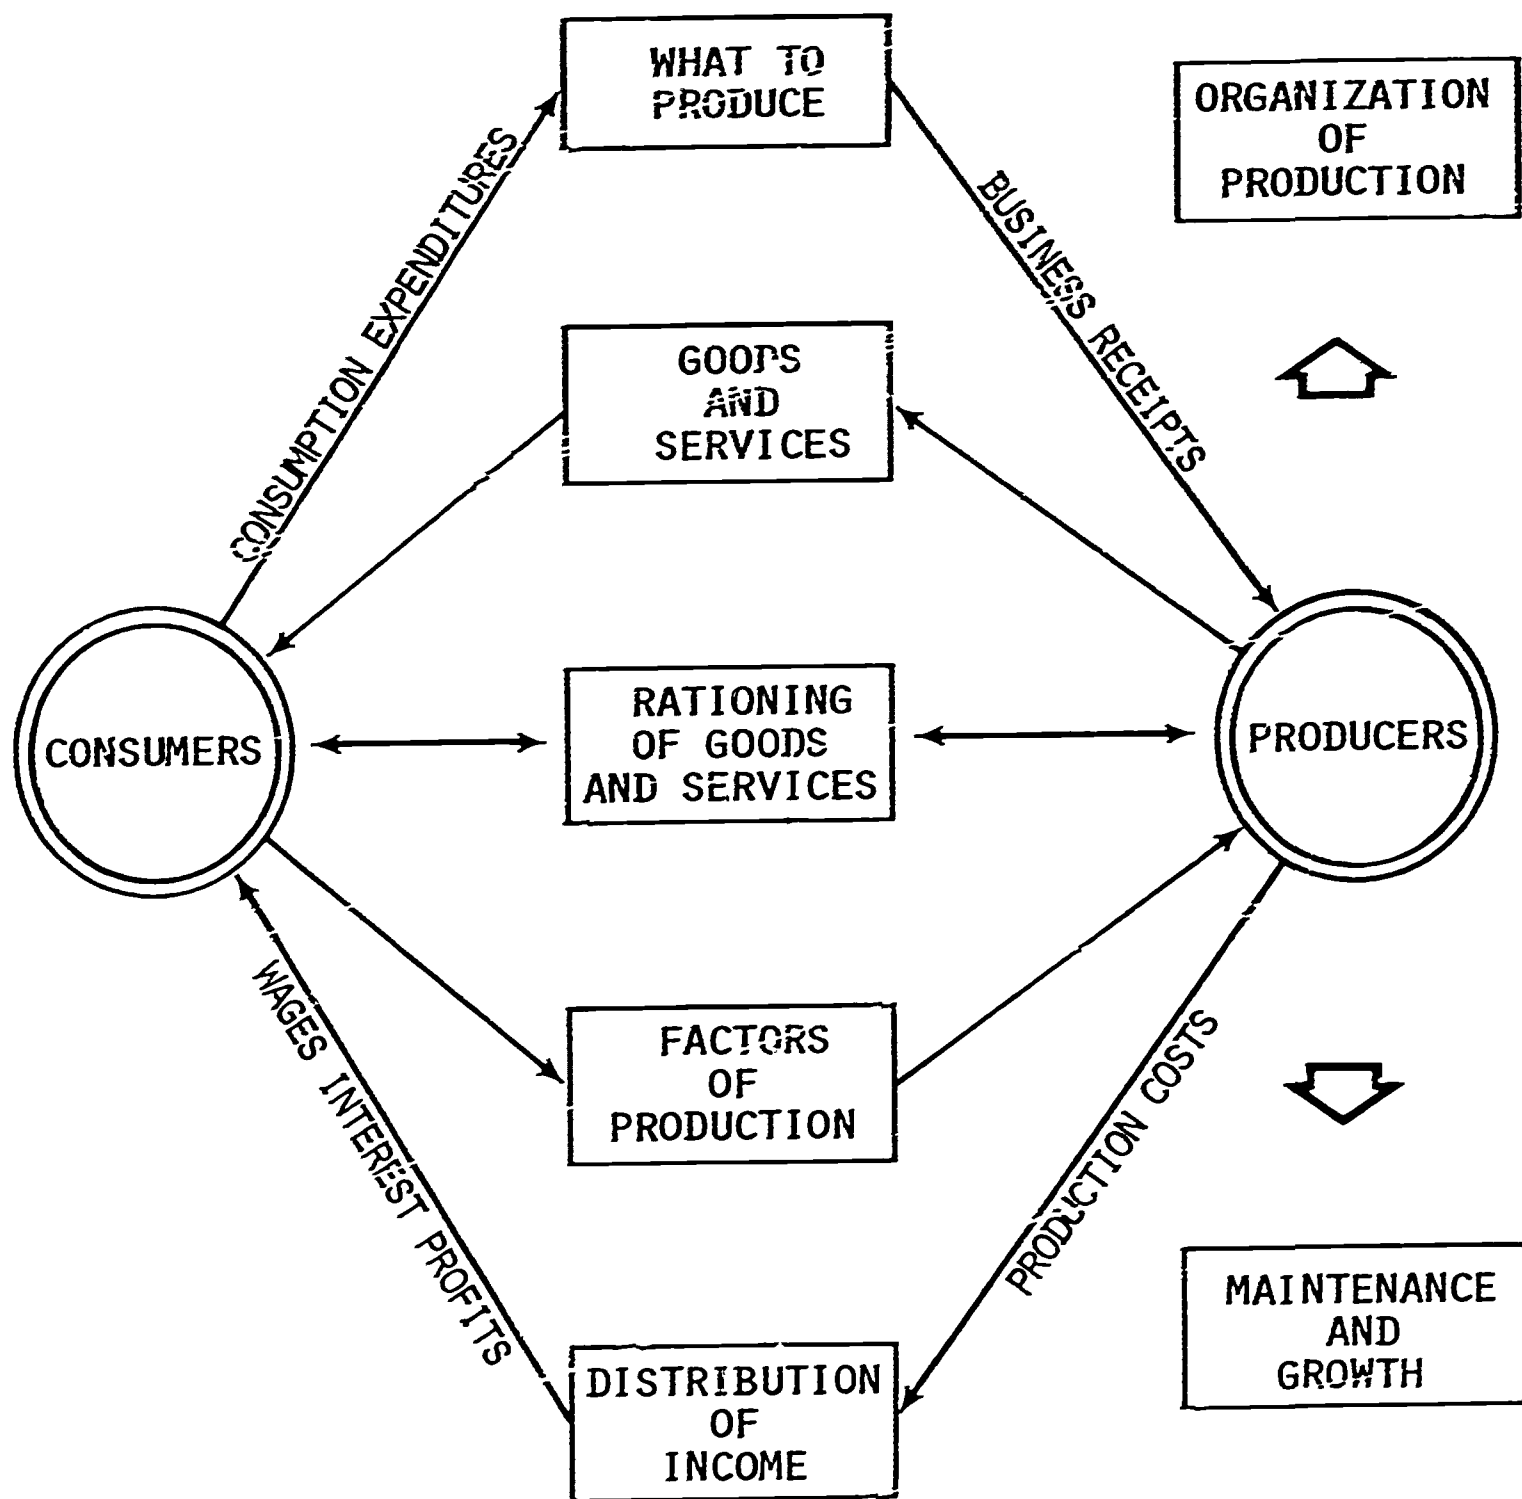 WHAT TO
PRODUCE
ORGANIZATION
OF
PRODUCTION
CONSUMPTION EXPENDITURES
BUSINESS RECEIPTS
GOODS
AND
SERVICES
CONSUMERS
RATIONING
OF GOODS
AND SERVICES
PRODUCERS
FACTORS
OF
PRODUCTION
WAGES INTEREST PROFITS
PRODUCTION COSTS
MAINTENANCE
AND
GROWTH
DISTRIBUTION
OF
INCOME